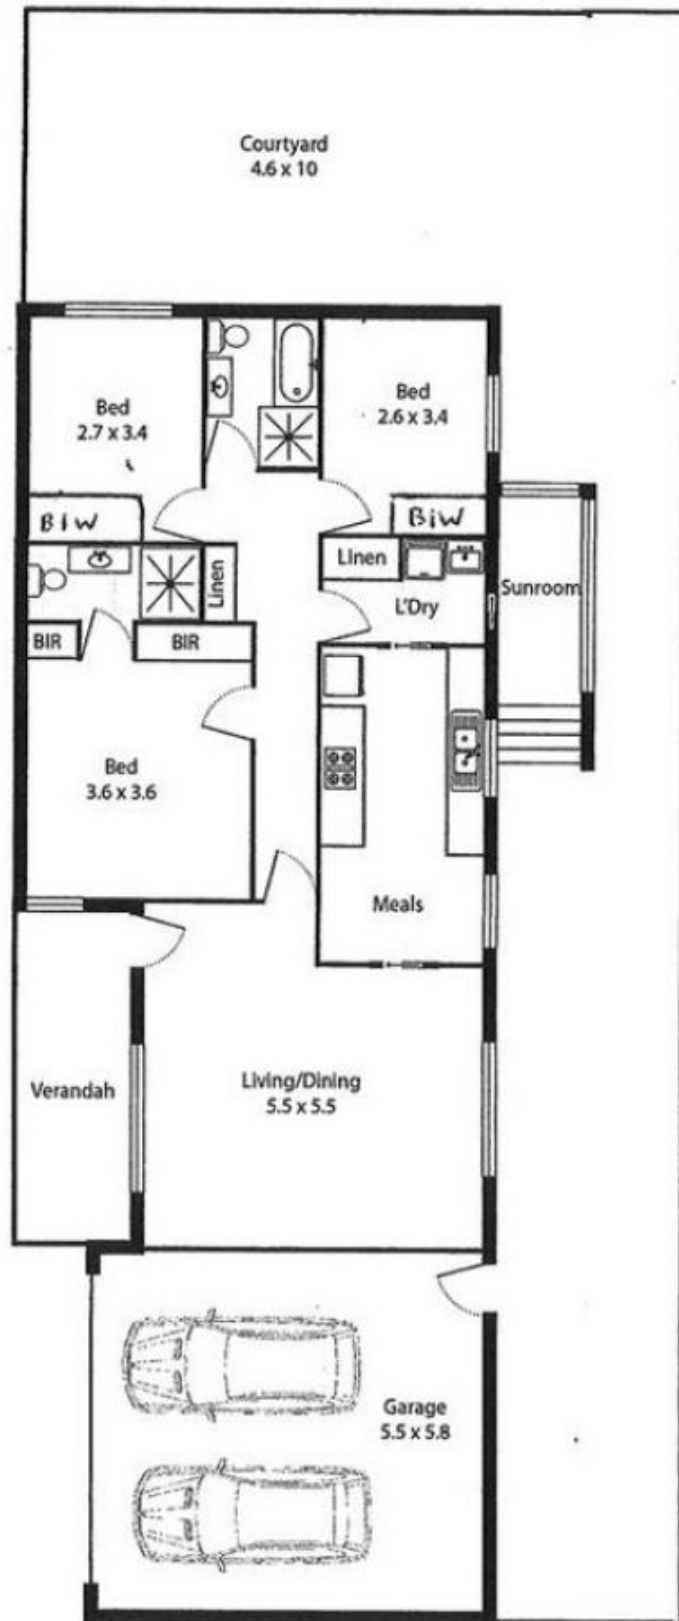 Courtyard
4.6 x 10
Bed
2.7 x 3.4
Bed
2.6 x 3.4
BIW
BiW
Linen
Linen
L'Dry
Sunroom
BIR
BIR
Bed
3.6 x 3.6
Meals
Verandah
Living/Dining
5.5 x 5.5
Garage
5.5 x 5.8